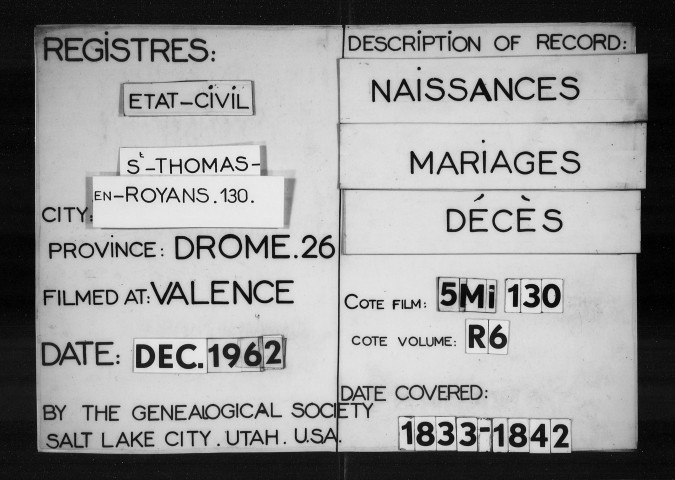 REGISTRES:
ETAT-CIVIL
St-THOMAS-
EN-ROYANS.130.
CITY:
PROVINCE: DROME.26
FILMED AT: VALENCE
DATE: DEC. 1962
BY THE GENEALOGICAL SOCIETY
SALT LAKE CITY. UTAH. U.S.A.
DESCRIPTION OF RECORD:
NAISSANCES
MARIAGES
DÉCÈS
COTE FILM: 5Mi 130
COTE VOLUME: R6
DATE COVERED:
1833-1842